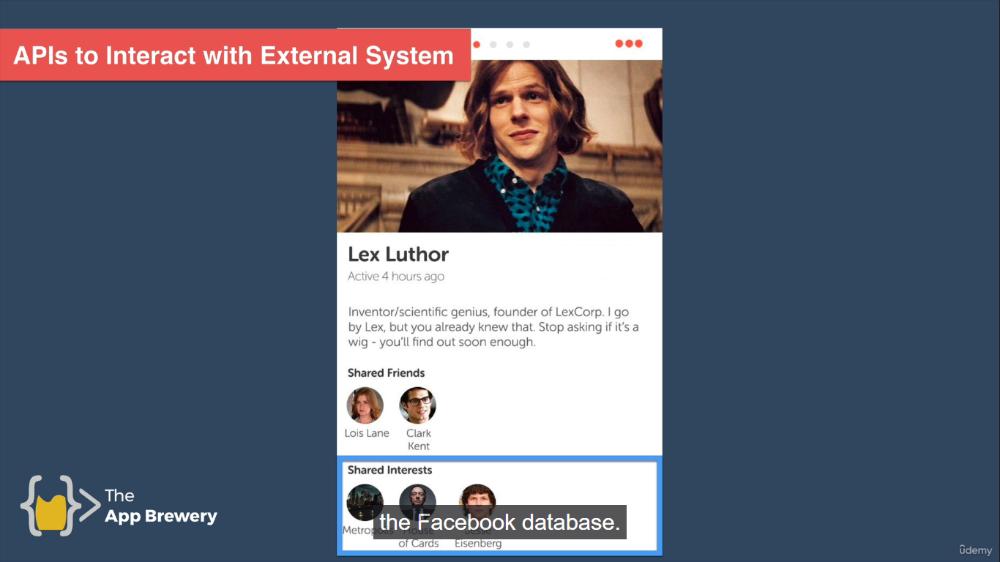 APIs to Interact with External System
Lex Luthor
Active 4 hours ago
Inventor/scientific genius, founder of LexCorp. I go
by Lex, but you already knew that. Stop asking if it's a
wig - you'll find out soon enough.
Shared Friends
Lois Lane
Clark
Kent
Shared Interests
Metropolis
House
of Cards
Jesse
Eisenberg
the Facebook database.
The
App Brewery
ûdemy